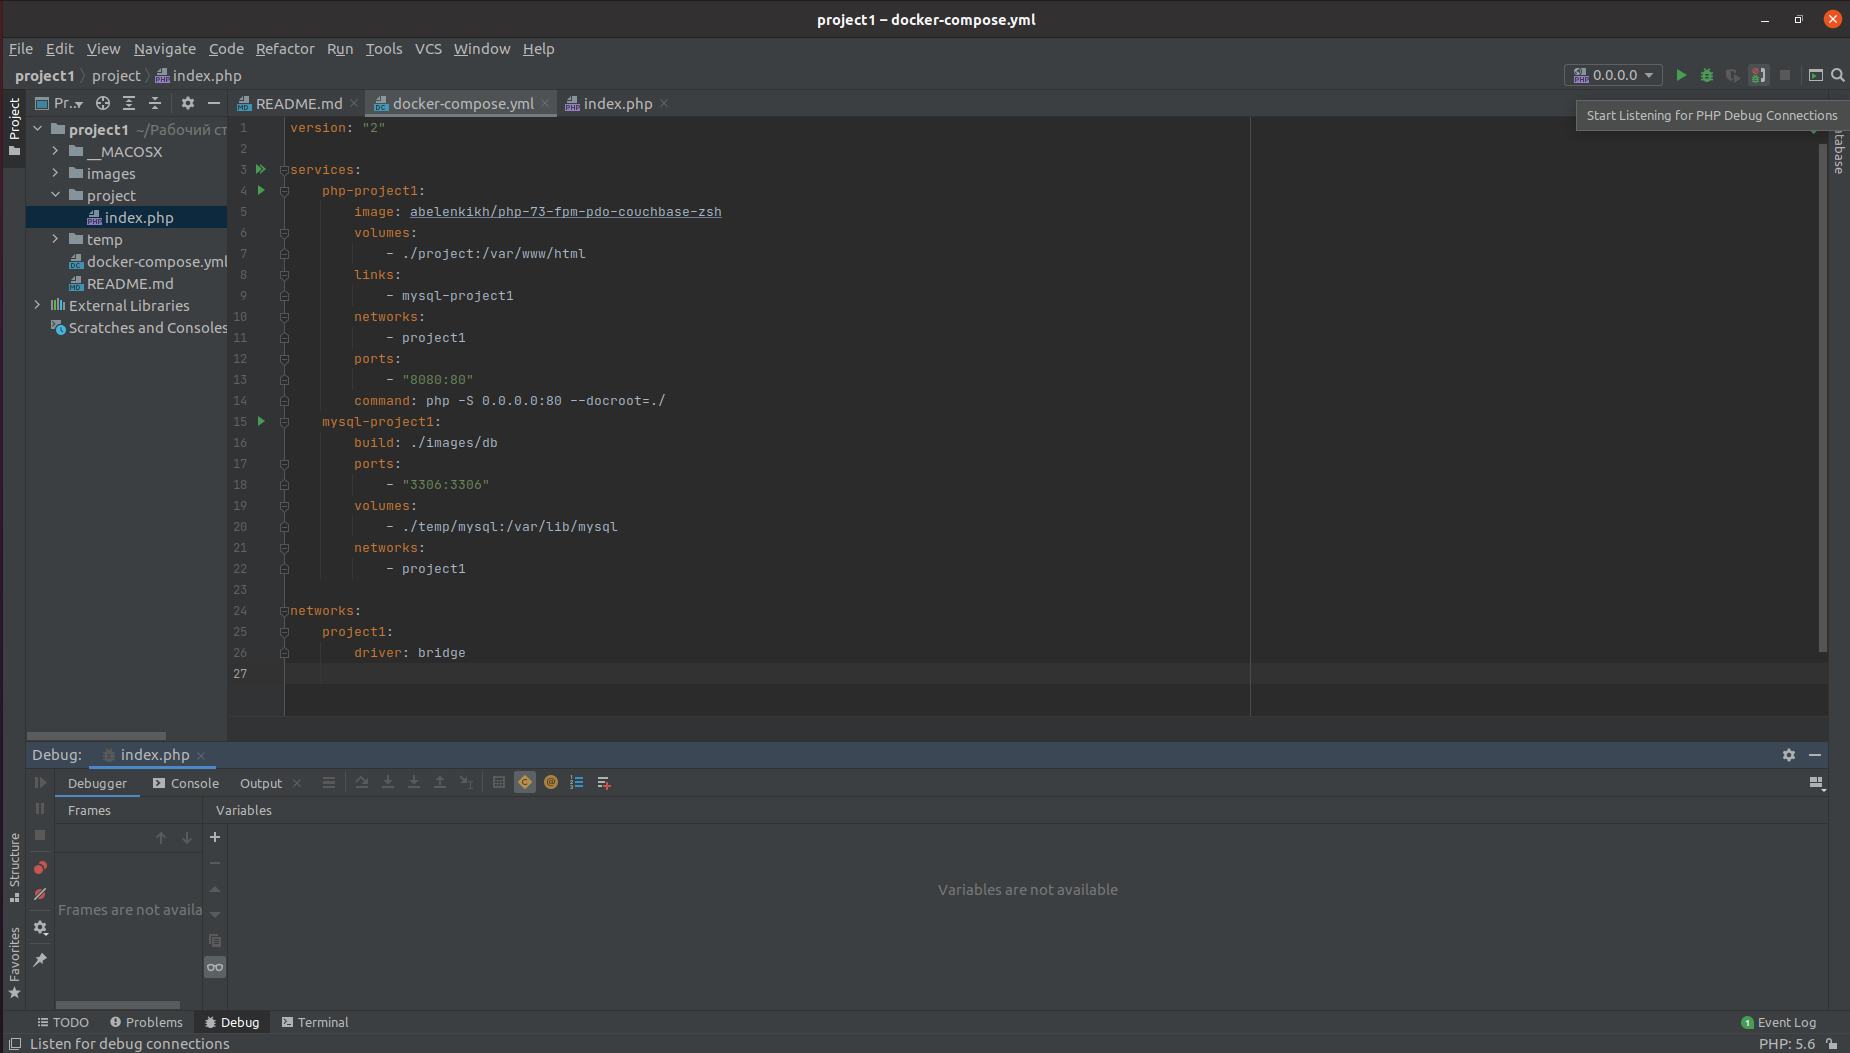 project1 – docker-compose.yml
File Edit View Navigate Code Refactor Run Tools VCS Window Help
project1 project index.php
0.0.0.0
Pr..
README.md docker-compose.yml index.php
Start Listening for PHP Debug Connections
Project
Structure
Favorites
project1 ~/Рабочий ст
__MACOSX
images
project
index.php
temp
docker-compose.yml
README.md
External Libraries
Scratches and Consoles
1 version: "2"
2
3 services:
4 php-project1:
5 image: abelenkikh/php-73-fpm-pdo-couchbase-zsh
6 volumes:
7 - ./project:/var/www/html
8 links:
9 - mysql-project1
10 networks:
11 - project1
12 ports:
13 - "8080:80"
14 command: php -S 0.0.0.0:80 --docroot=./
15 mysql-project1:
16 build: ./images/db
17 ports:
18 - "3306:3306"
19 volumes:
20 - ./temp/mysql:/var/lib/mysql
21 networks:
22 - project1
23
24 networks:
25 project1:
26 driver: bridge
27
atabase
Debug: index.php
Debugger Console Output
Frames Variables
Frames are not availa
Variables are not available
TODO Problems Debug Terminal
1 Event Log
Listen for debug connections
PHP: 5.6